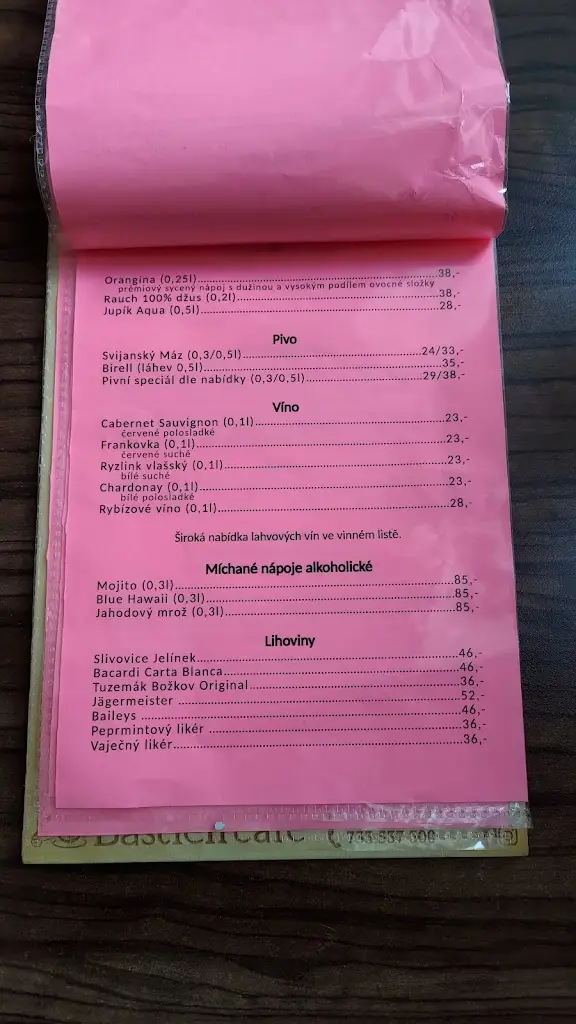 Orangina (0,25l)..........38,-
prémiový sycený nápoj s dužinou a vysokým podílem ovocné složky
Rauch 100% džus (0,2l)..........38,-
Jupík Aqua (0,5l)..........28,-
Pivo
Svijanský Máz (0,3/0,5l)..........24/33,-
Birell (láhev 0,5l)..........35,-
Pivní speciál dle nabídky (0,3/0,5l)..........29/38,-
Víno
Cabernet Sauvignon (0,1l)..........23,-
červené polosladké
Frankovka (0,1l)..........23,-
červené suché
Ryzlink vlašský (0,1l)..........23,-
bílé suché
Chardonay (0,1l)..........23,-
bílé polosladké
Rybízové víno (0,1l)..........28,-
Široká nabídka lahvových vín ve vinném listě.
Míchané nápoje alkoholické
Mojito (0,3l)..........85,-
Blue Hawaii (0,3l)..........85,-
Jahodový mrož (0,3l)..........85,-
Lihoviny
Slivovice Jelínek..........46,-
Bacardi Carta Blanca..........46,-
Tuzemák Božkov Original..........36,-
Jägermeister ..........52,-
Baileys ..........46,-
Peprmintový likér ..........36,-
Vaječný likér..........36,-